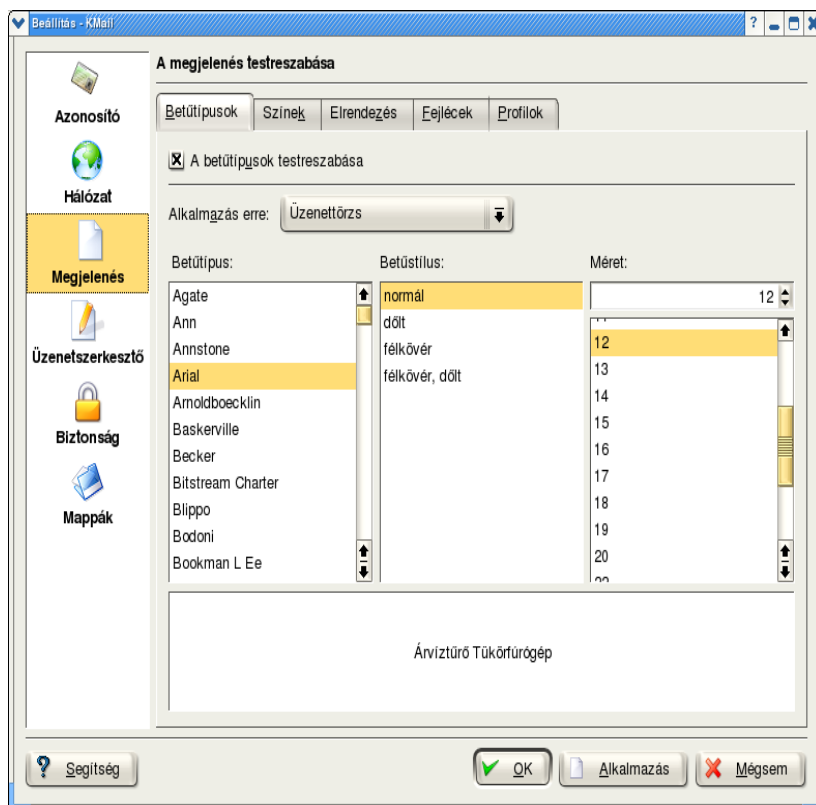 Beállítás - KMail
Azonosító
Hálózat
Megjelenés
Üzenetszerkesztő
Biztonság
Mappák
A megjelenés testreszabása
Betűtípusok Színek Elrendezés Fejlécek Profilok
A betűtípusok testreszabása
Alkalmazás erre: Üzenettörzs
Betűtípus:
Agate
Ann
Annstone
Arial
Arnoldboecklin
Baskerville
Becker
Bitstream Charter
Blippo
Bodoni
Bookman L Ee
Betűstílus:
normál
dőlt
félkövér
félkövér, dőlt
Méret:
12
12
13
14
15
16
17
18
19
20
Árvíztűrő Tükörfúrógép
? Segítség OK Alkalmazás Mégsem